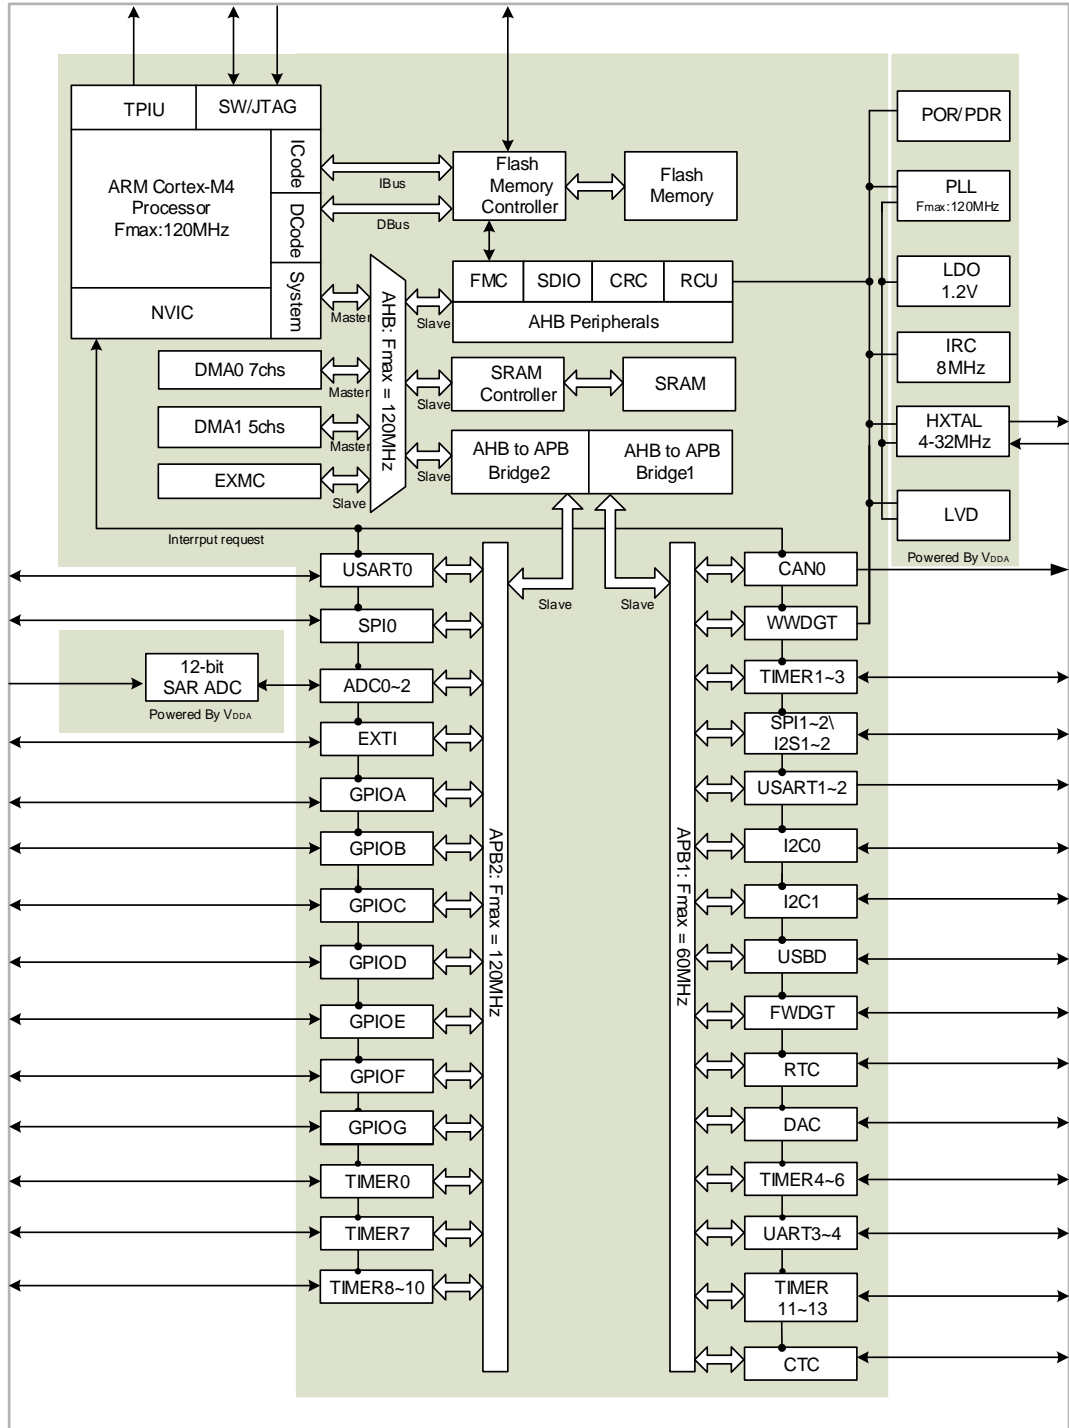 TPIU
SW/JTAG
ARM Cortex-M4
Processor
Fmax:120MHz
ICode
DCode
System
NVIC
IBus
DBus
Flash
Memory
Controller
Flash
Memory
POR/PDR
PLL
Fmax:120MHz
LDO
1.2V
IRC
8MHz
HXTAL
4-32MHz
LVD
Powered By VDDA
FMC
SDIO
CRC
RCU
AHB Peripherals
AHB: Fmax = 120MHz
Master
Slave
DMA0 7chs
Master
Slave
SRAM
Controller
SRAM
DMA1 5chs
Master
Slave
AHB to APB
Bridge2
AHB to APB
Bridge1
EXMC
Slave
Interrput request
Slave
Slave
USART0
SPI0
12-bit
SAR ADC
Powered By VDDA
ADC0~2
EXTI
GPIOA
GPIOB
GPIOC
GPIOD
GPIOE
GPIOF
GPIOG
TIMER0
TIMER7
TIMER8~10
APB2: Fmax = 120MHz
APB1: Fmax = 60MHz
CAN0
WWDGT
TIMER1~3
SPI1~2\
I2S1~2
USART1~2
I2C0
I2C1
USBD
FWDGT
RTC
DAC
TIMER4~6
UART3~4
TIMER
11~13
CTC